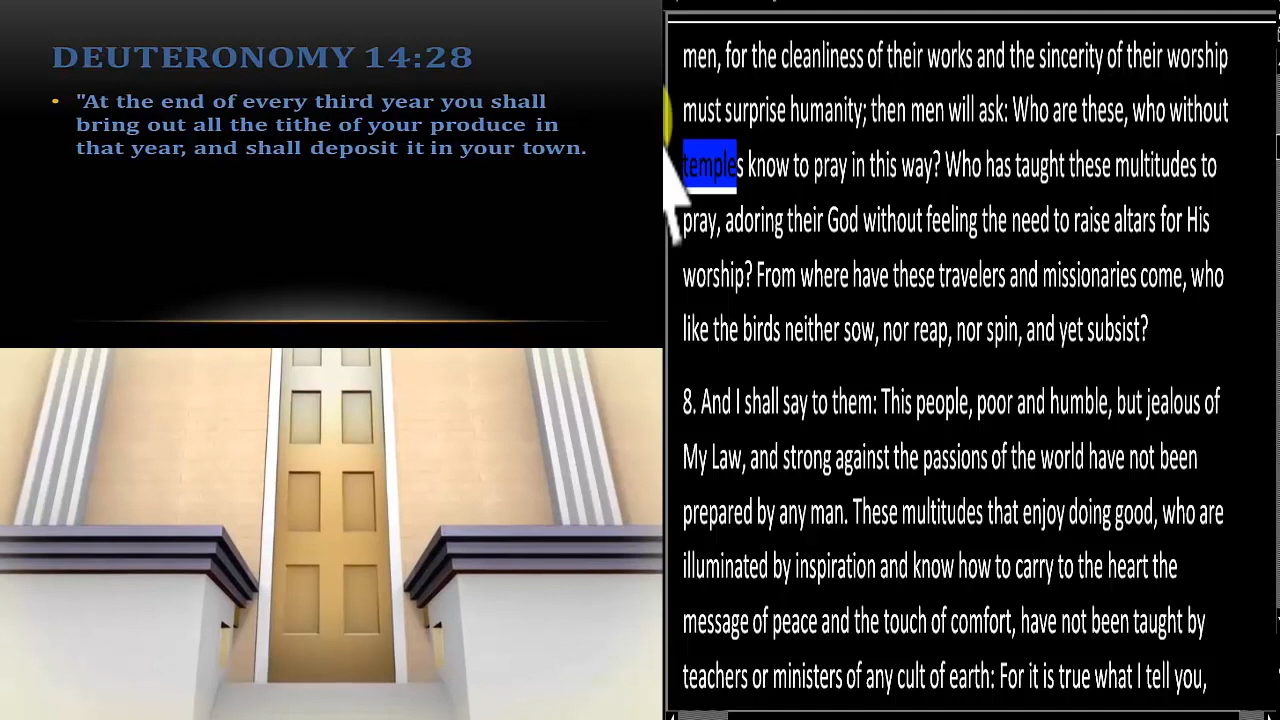 DEUTERONOMY 14:28
• "At the end of every third year you shall
bring out all the tithe of your produce in
that year, and shall deposit it in your town.
men, for the cleanliness of their works and the sincerity of their worship
must surprise humanity; then men will ask: Who are these, who without
temples know to pray in this way? Who has taught these multitudes to
pray, adoring their God without feeling the need to raise altars for His
worship? From where have these travelers and missionaries come, who
like the birds neither sow, nor reap, nor spin, and yet subsist?
8. And I shall say to them: This people, poor and humble, but jealous of
My Law, and strong against the passions of the world have not been
prepared by any man. These multitudes that enjoy doing good, who are
illuminated by inspiration and know how to carry to the heart the
message of peace and the touch of comfort, have not been taught by
teachers or ministers of any cult of earth: For it is true what I tell you,